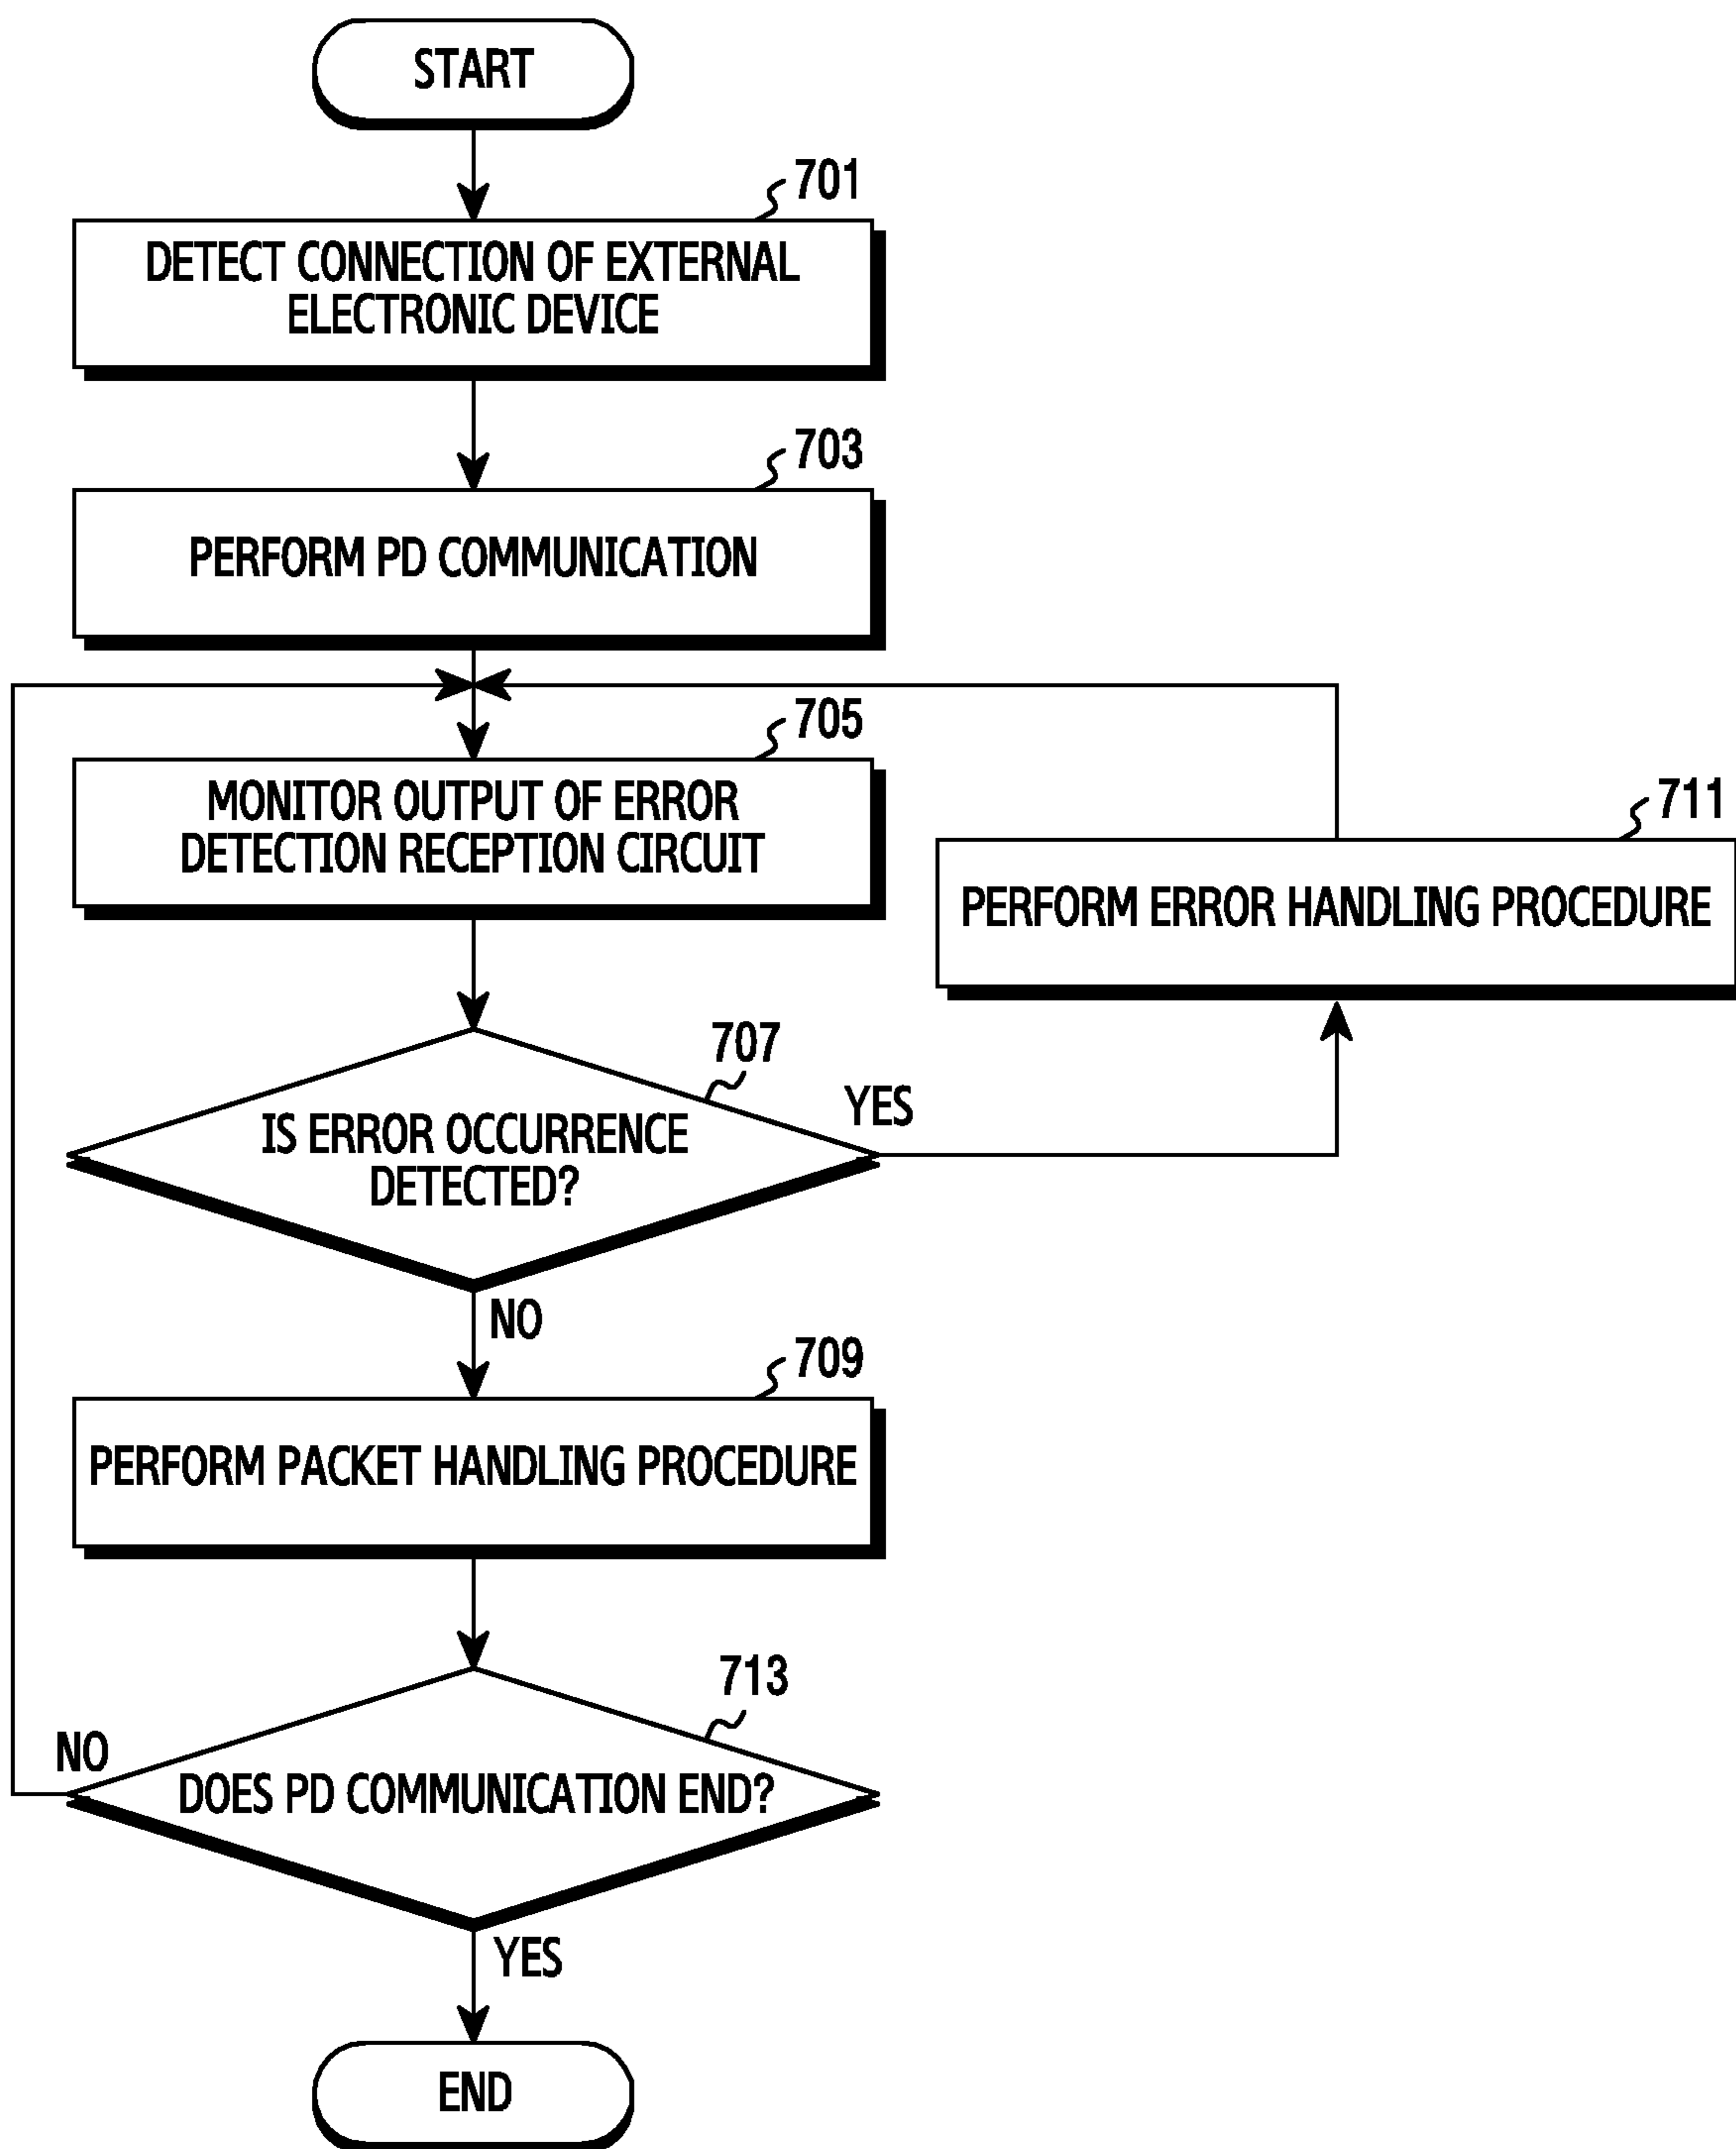 START
701
DETECT CONNECTION OF EXTERNAL
ELECTRONIC DEVICE
703
PERFORM PD COMMUNICATION
705
MONITOR OUTPUT OF ERROR
DETECTION RECEPTION CIRCUIT
711
PERFORM ERROR HANDLING PROCEDURE
707
YES
IS ERROR OCCURRENCE
DETECTED?
NO
709
PERFORM PACKET HANDLING PROCEDURE
713
NO
DOES PD COMMUNICATION END?
YES
END